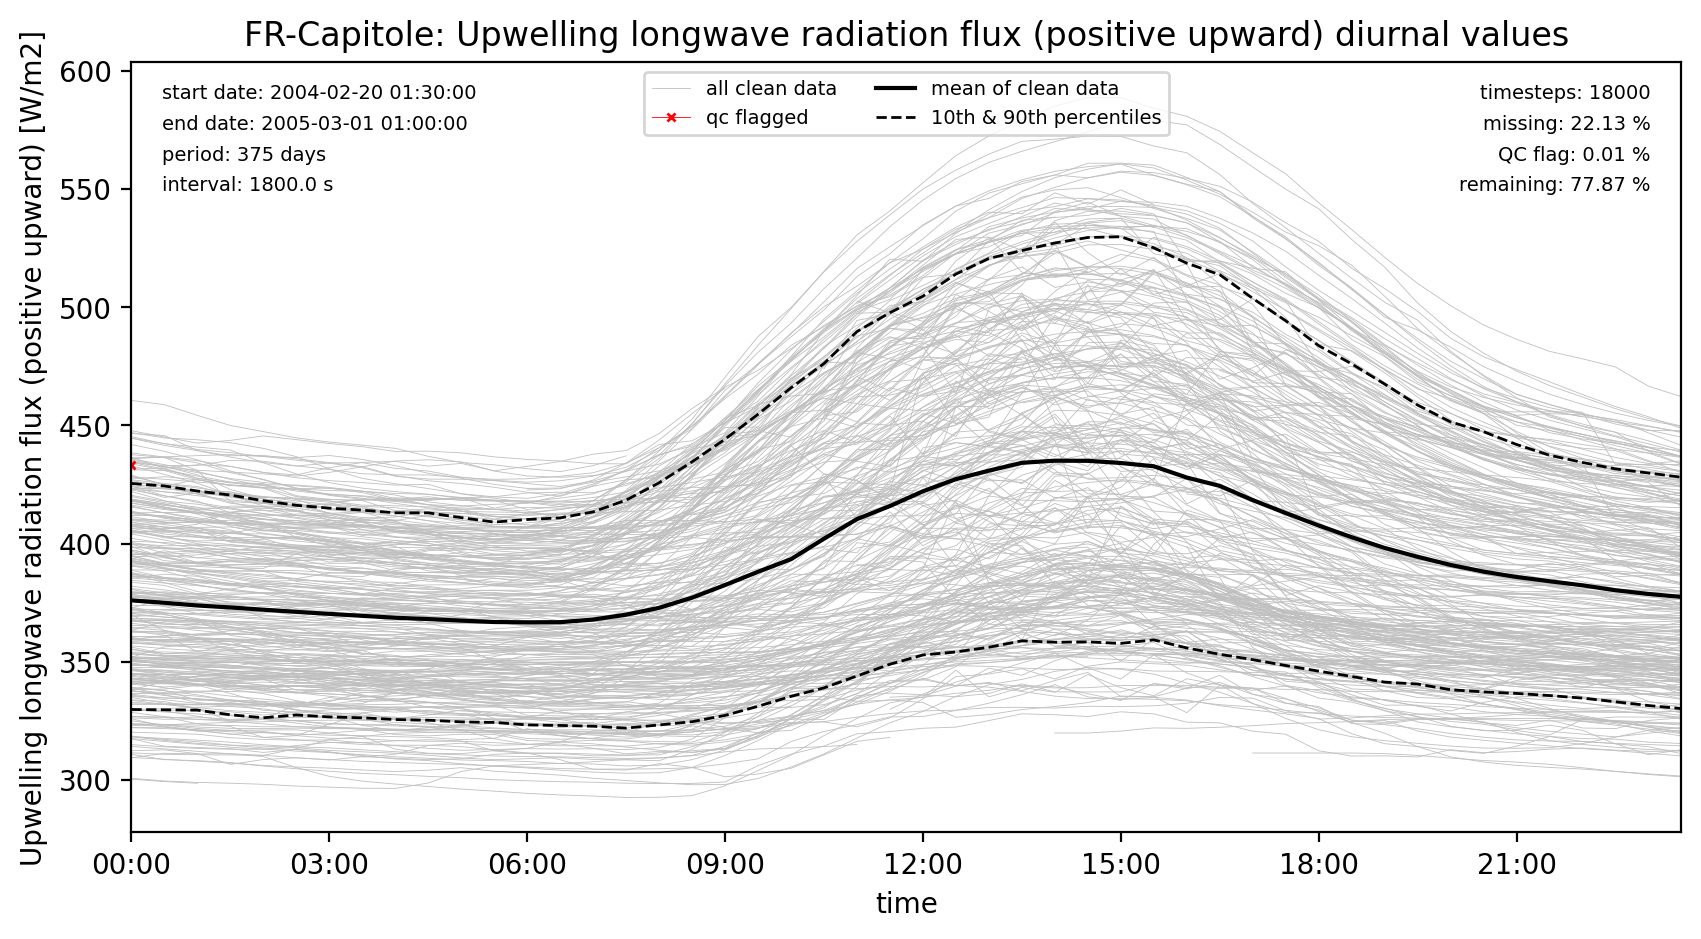 FR-Capitole: Upwelling longwave radiation flux (positive upward) diurnal values
Upwelling longwave radiation flux (positive upward) [W/m2]
600
550
500
450
400
350
300
start date: 2004-02-20 01:30:00
end date: 2005-03-01 01:00:00
period: 375 days
interval: 1800.0 s
all clean data
qc flagged
mean of clean data
10th & 90th percentiles
timesteps: 18000
missing: 22.13 %
QC flag: 0.01 %
remaining: 77.87 %
00:00 03:00 06:00 09:00 12:00 15:00 18:00 21:00
time